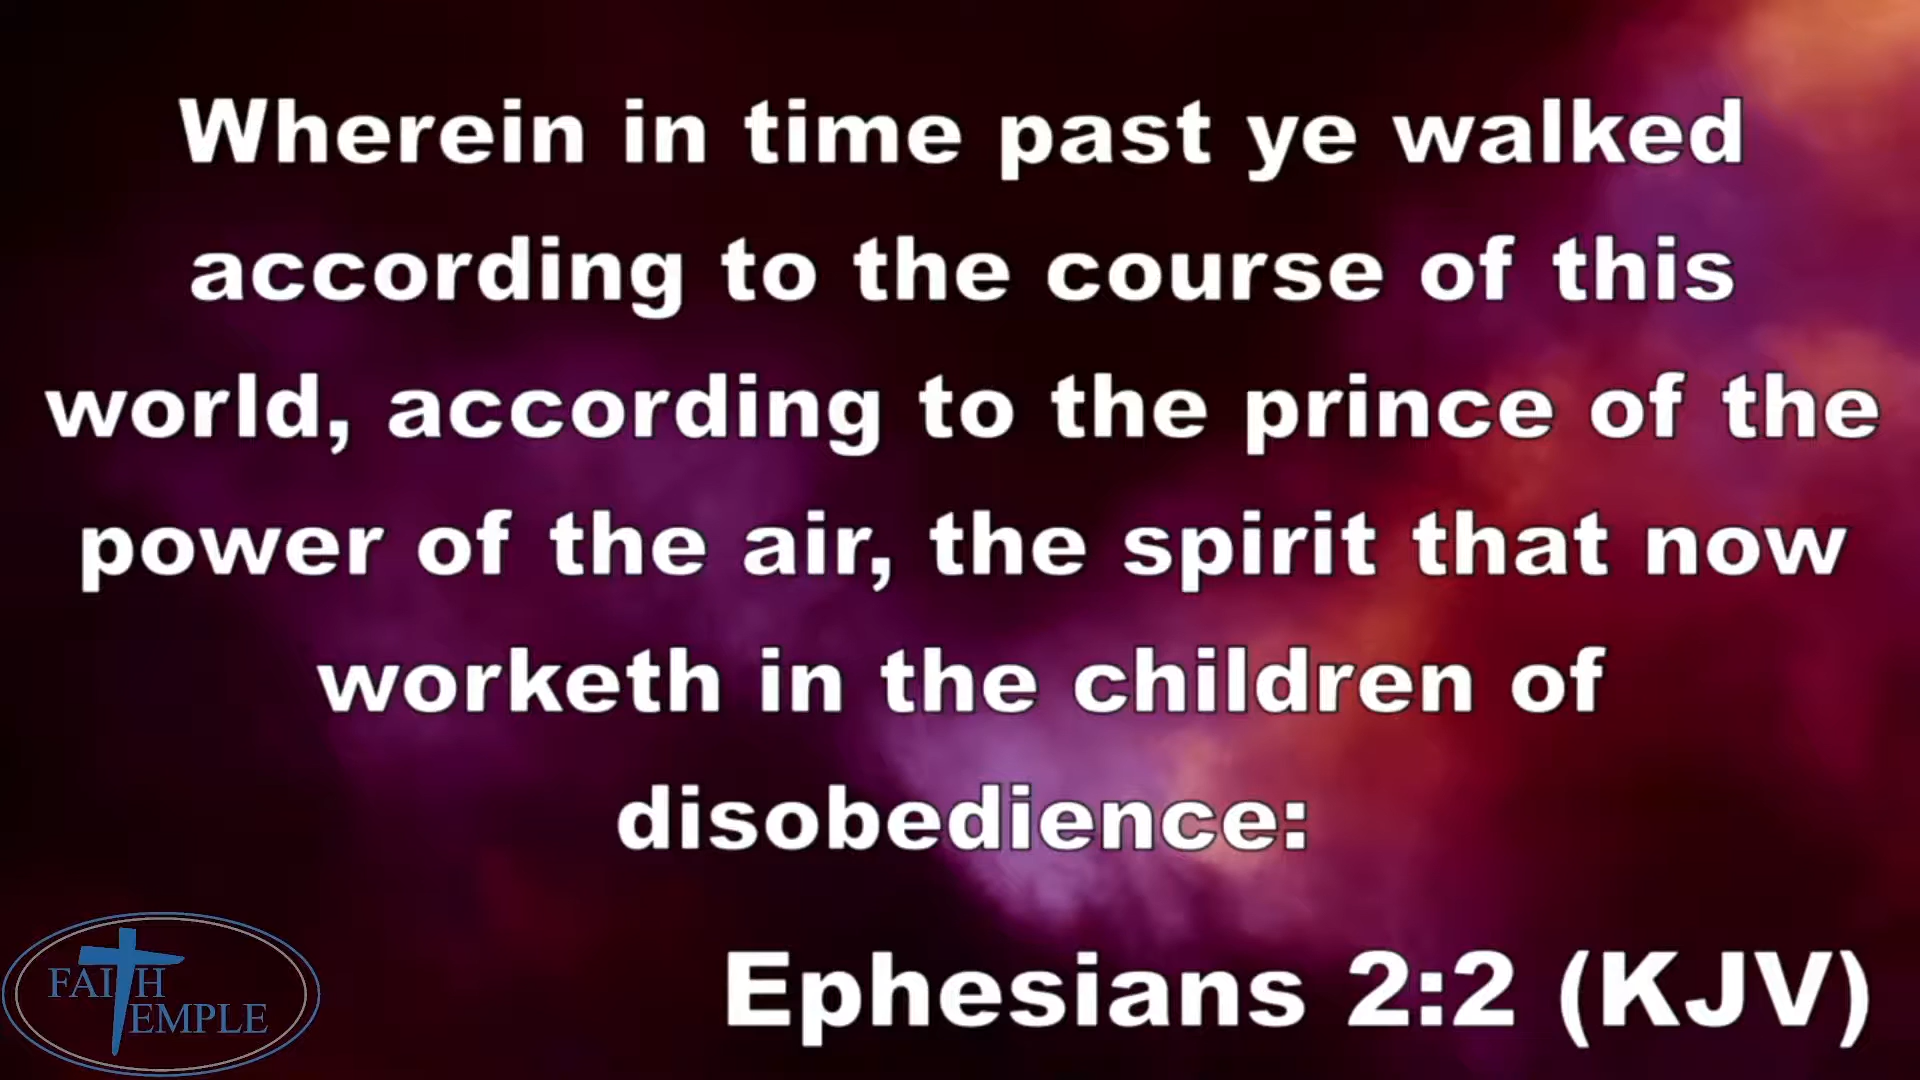 Wherein in time past ye walked
according to the course of this
world, according to the prince of the
power of the air, the spirit that now
worketh in the children of
disobedience:
Ephesians 2:2 (KJV)
FAITH
TEMPLE